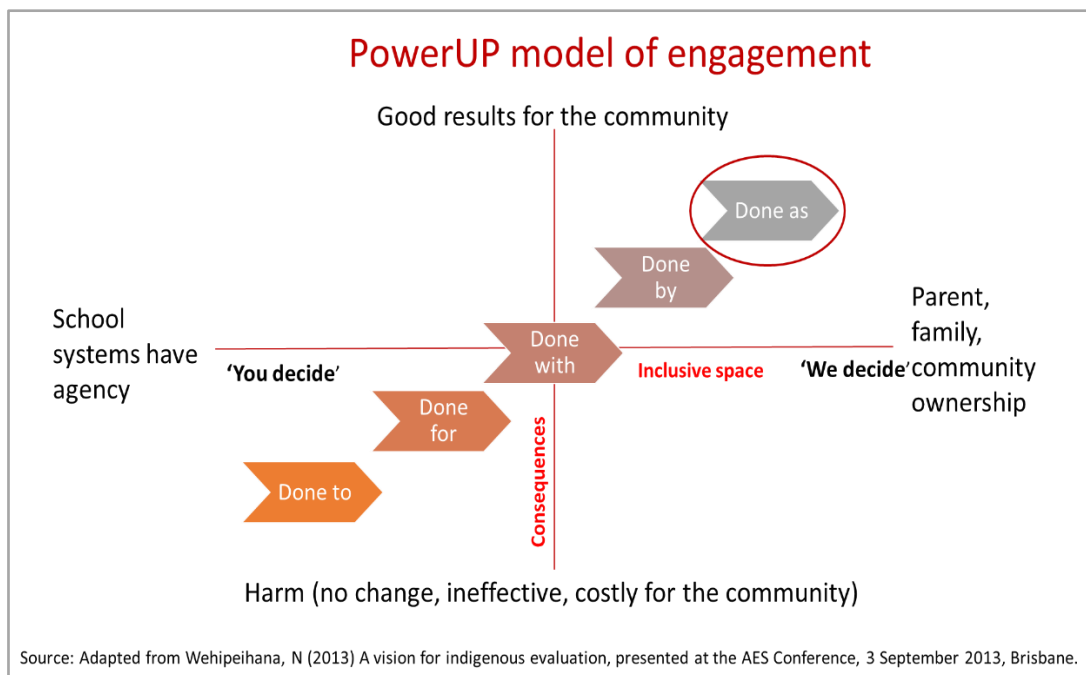 PowerUP model of engagement
Good results for the community
Done as
Done
by
School
systems have
agency
Done
with
Parent,
family,
community
ownership
‘You decide’
Inclusive space
‘We decide’
Done
for
Consequences
Done to
Harm (no change, ineffective, costly for the community)
Source: Adapted from Wehipeihana, N (2013) A vision for indigenous evaluation, presented at the AES Conference, 3 September 2013, Brisbane.